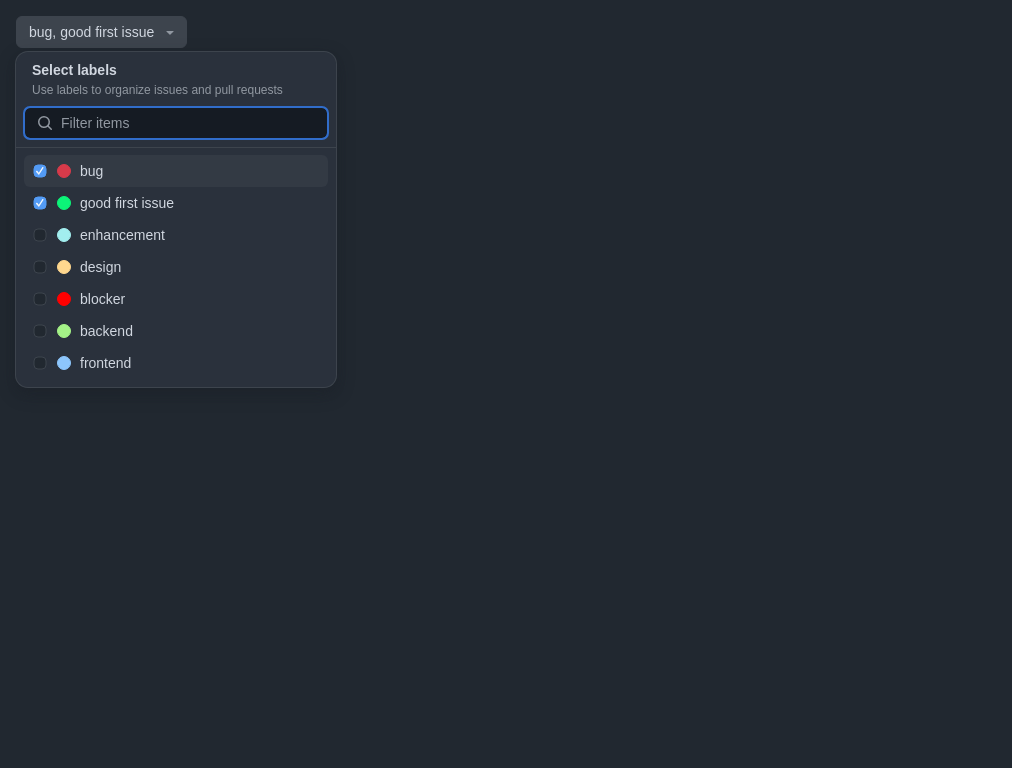 bug, good first issue
Select labels
Use labels to organize issues and pull requests
Filter items
bug
good first issue
enhancement
design
blocker
backend
frontend